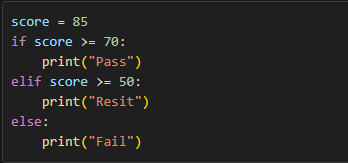 score = 85
if score >= 70:
    print("Pass")
elif score >= 50:
    print("Resit")
else:
    print("Fail")